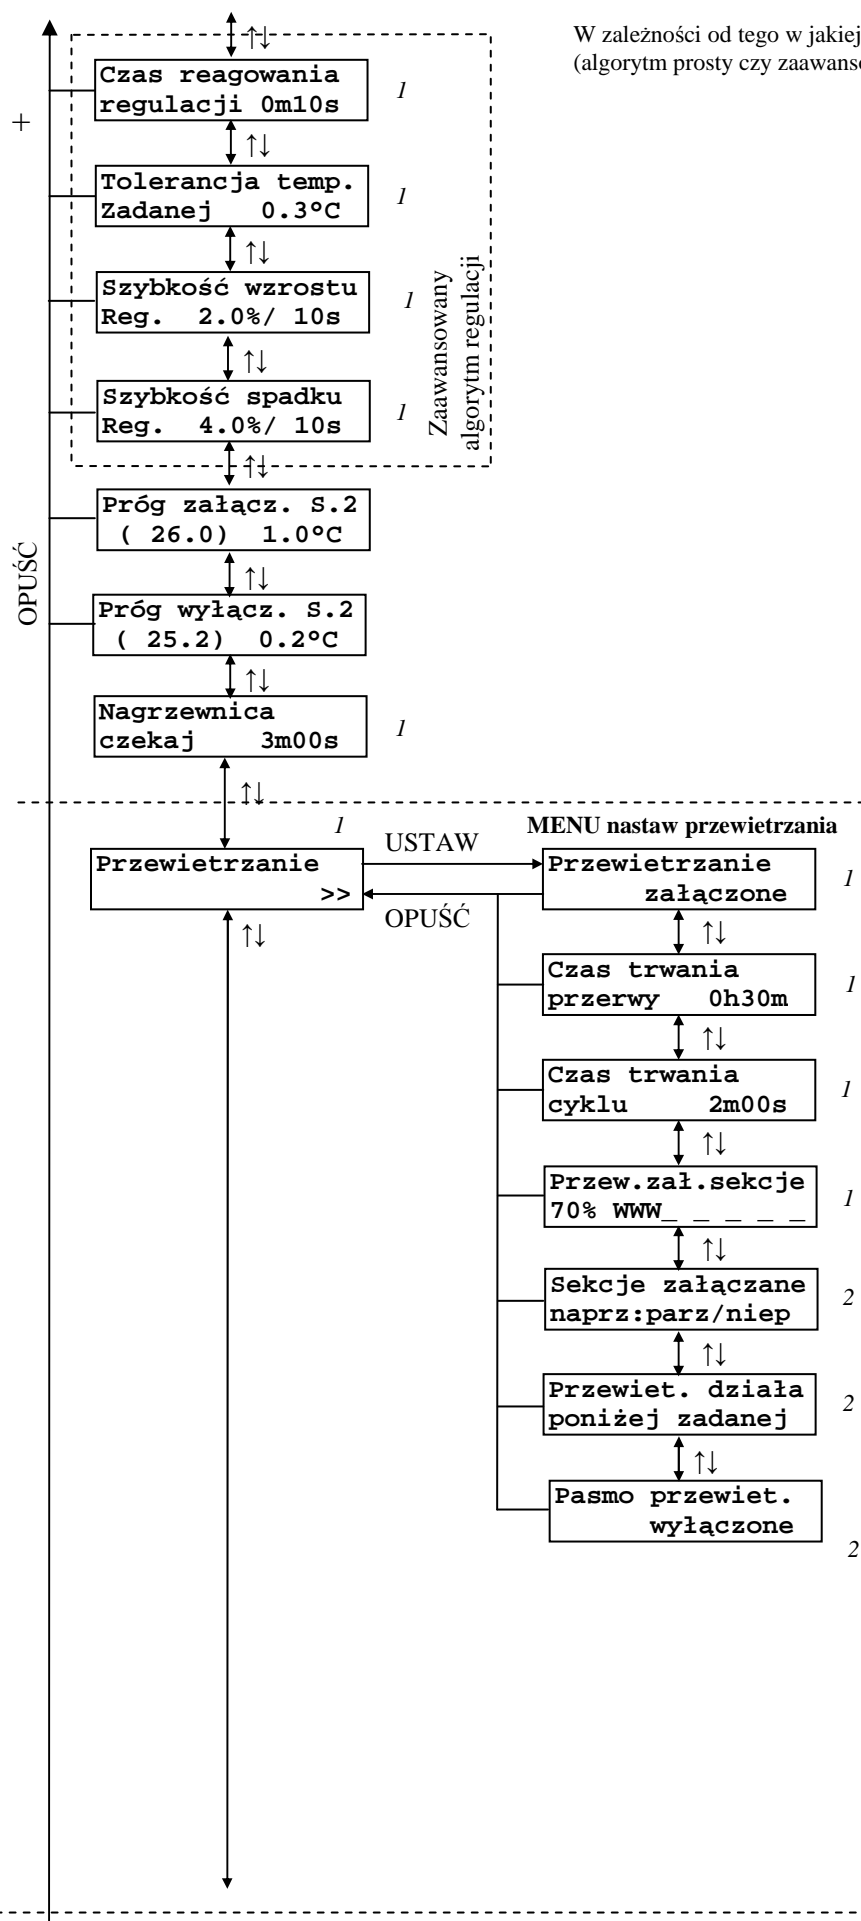 W zależności od tego w jakiej
(algorytm prosty czy
↑↓
Czas reagowania
regulacji 0m10s
1
+
↑↓
Tolerancja temp.
Zadanej 0.3°C
1
↑↓
Szybkość wzrostu
Reg. 2.0%/ 10s
1
Zaawansowany
algorytm regulacji
↑↓
Szybkość spadku
Reg. 4.0%/ 10s
1
↑↓
Próg załącz. S.2
( 26.0) 1.0°C
OPUŚĆ
↑↓
Próg wyłącz. S.2
( 25.2) 0.2°C
↑↓
Nagrzewnica
czekaj 3m00s
1
↑↓
1
Przewietrzanie
>>
↑↓
USTAW
OPUŚĆ
MENU nastaw przewietrzania
Przewietrzanie
załączone
1
↑↓
Czas trwania
przerwy 0h30m
1
↑↓
Czas trwania
cyklu 2m00s
1
↑↓
Przew.zał.sekcje
70% WWW_ _ _ _ _
1
↑↓
Sekcje załączane
naprz:parz/niep
2
↑↓
Przewiet. działa
poniżej zadanej
2
↑↓
Pasmo przewiet.
wyłączone
2